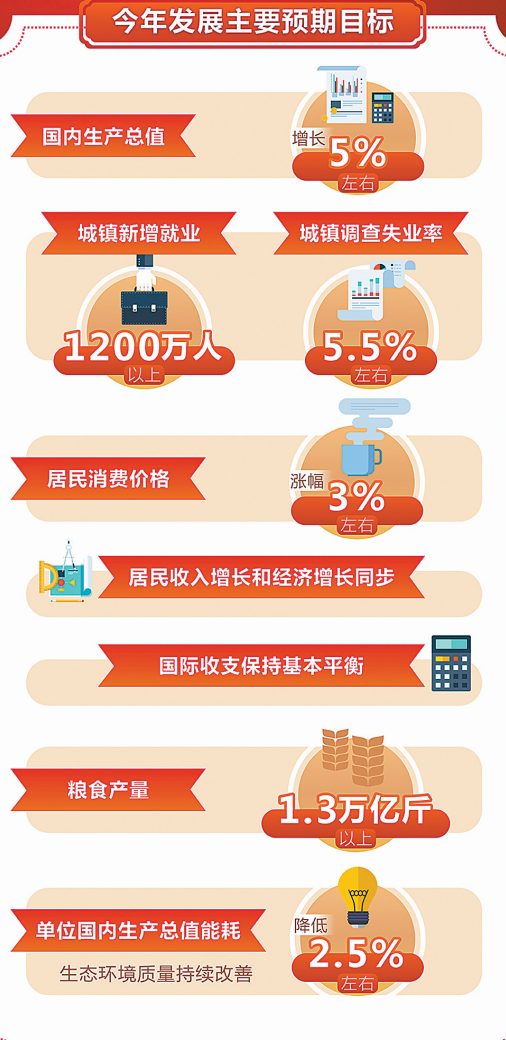 今年发展主要预期目标
国内生产总值
增长
5%
左右
城镇新增就业
1200万人
以上
城镇调查失业率
5.5%
左右
居民消费价格
涨幅
3%
左右
居民收入增长和经济增长同步
国际收支保持基本平衡
粮食产量
1.3万亿斤
以上
单位国内生产总值能耗
降低
2.5%
左右
生态环境质量持续改善